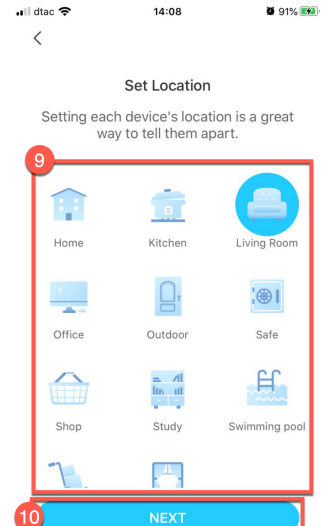 dtac 14:08 91%
Set Location
Setting each device's location is a great
way to tell them apart.
9
Home Kitchen Living Room
Office Outdoor Safe
Shop Study Swimming pool
10 NEXT